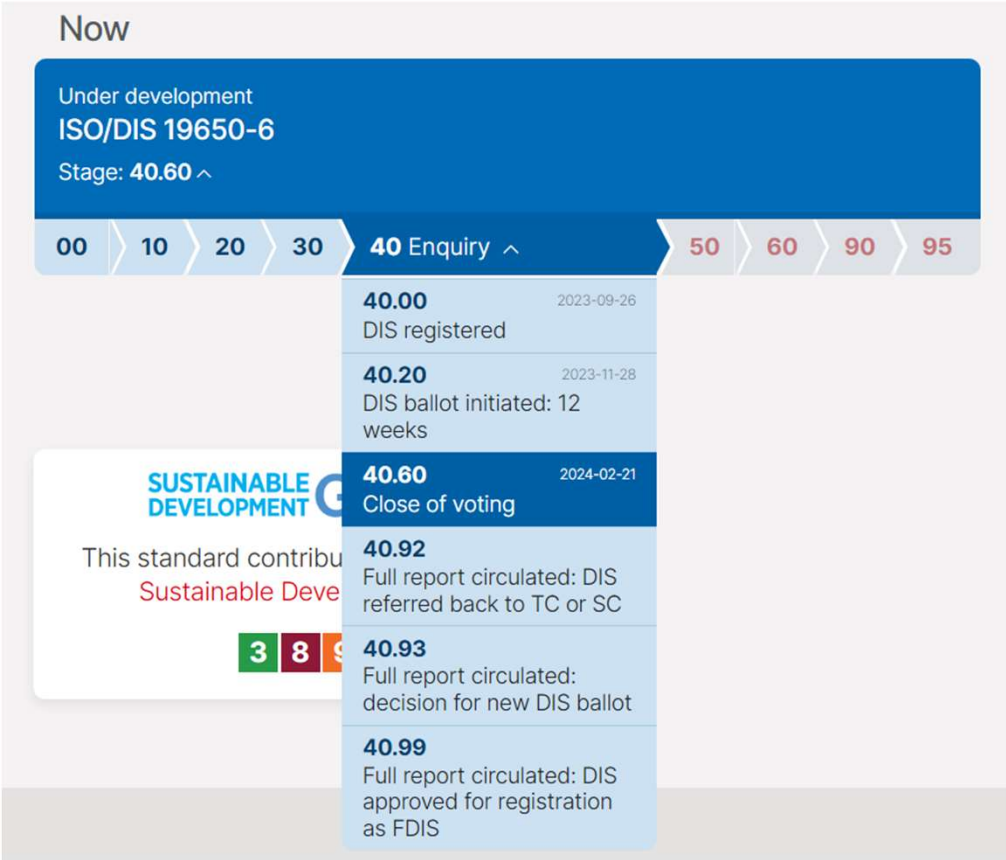 Now
Under development
ISO/DIS 19650-6
Stage: 40.60
00 10 20 30 40 Enquiry 50 60 90 95
40.00 2023-09-26
DIS registered
40.20 2023-11-28
DIS ballot initiated: 12
weeks
40.60 2024-02-21
Close of voting
40.92
Full report circulated: DIS
referred back to TC or SC
40.93
Full report circulated:
decision for new DIS ballot
40.99
Full report circulated: DIS
approved for registration
as FDIS
SUSTAINABLE
DEVELOPMENT G
This standard contribu
Sustainable Deve
3 8 9